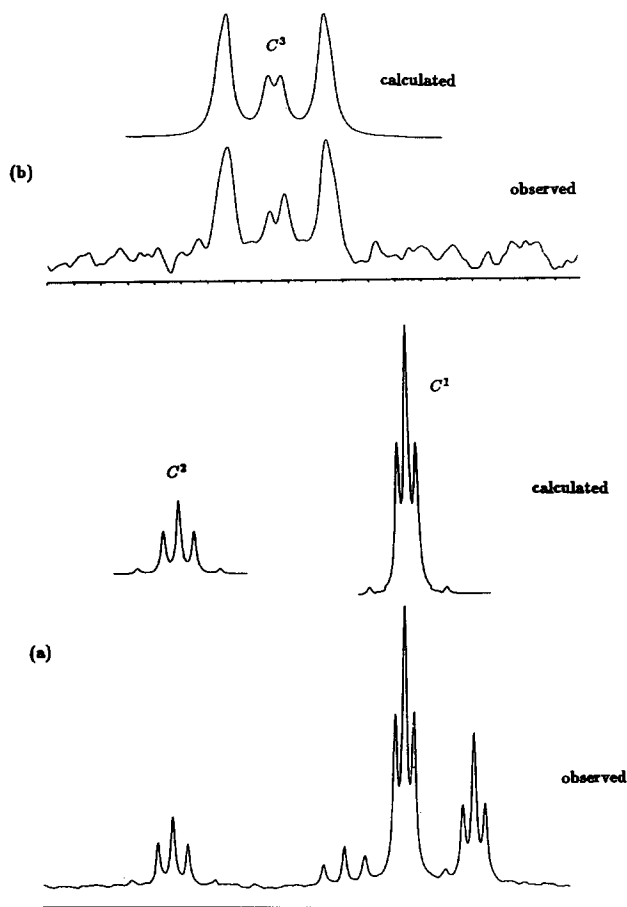 C³
calculated
(b)
observed
C¹
C²
calculated
(a)
observed